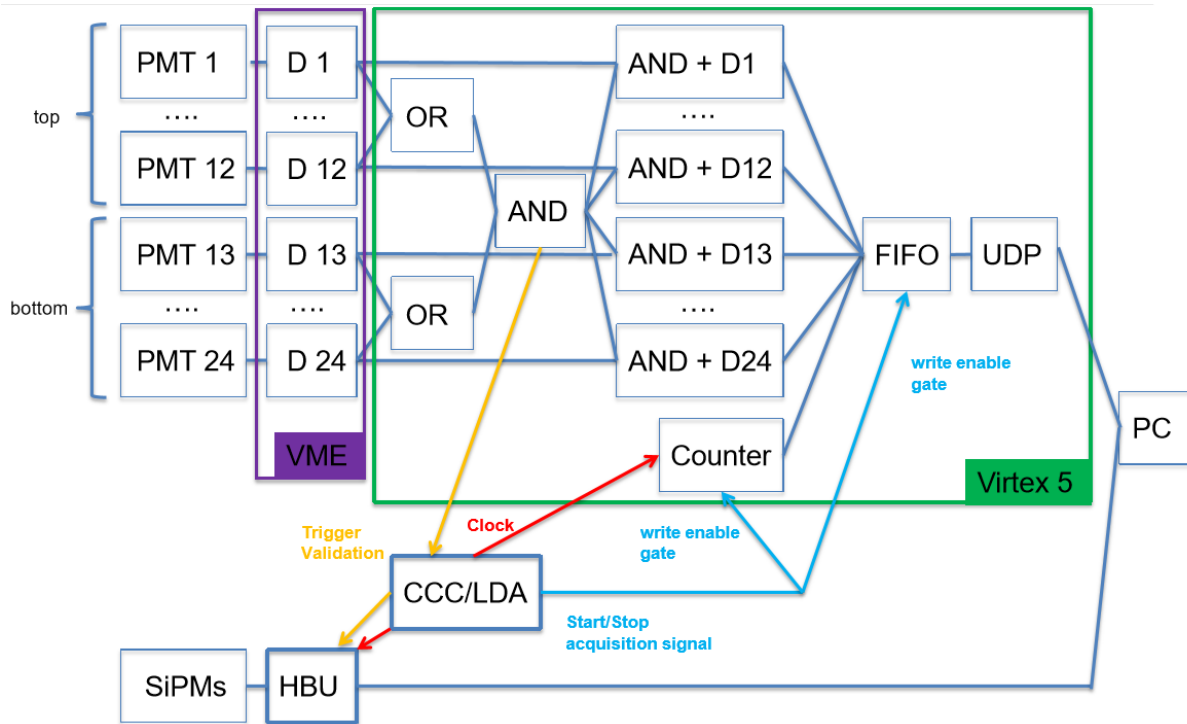 PMT 1
D 1
AND + D1
....
....
OR
....
top
PMT 12
D 12
AND + D12
AND
PMT 13
D 13
AND + D13
FIFO
UDP
bottom
....
....
OR
....
PMT 24
D 24
AND + D24
write enable
gate
VME
Counter
PC
Virtex 5
Trigger
Validation
Clock
write enable
gate
CCC/LDA
Start/Stop
acquisition signal
SiPMs
HBU